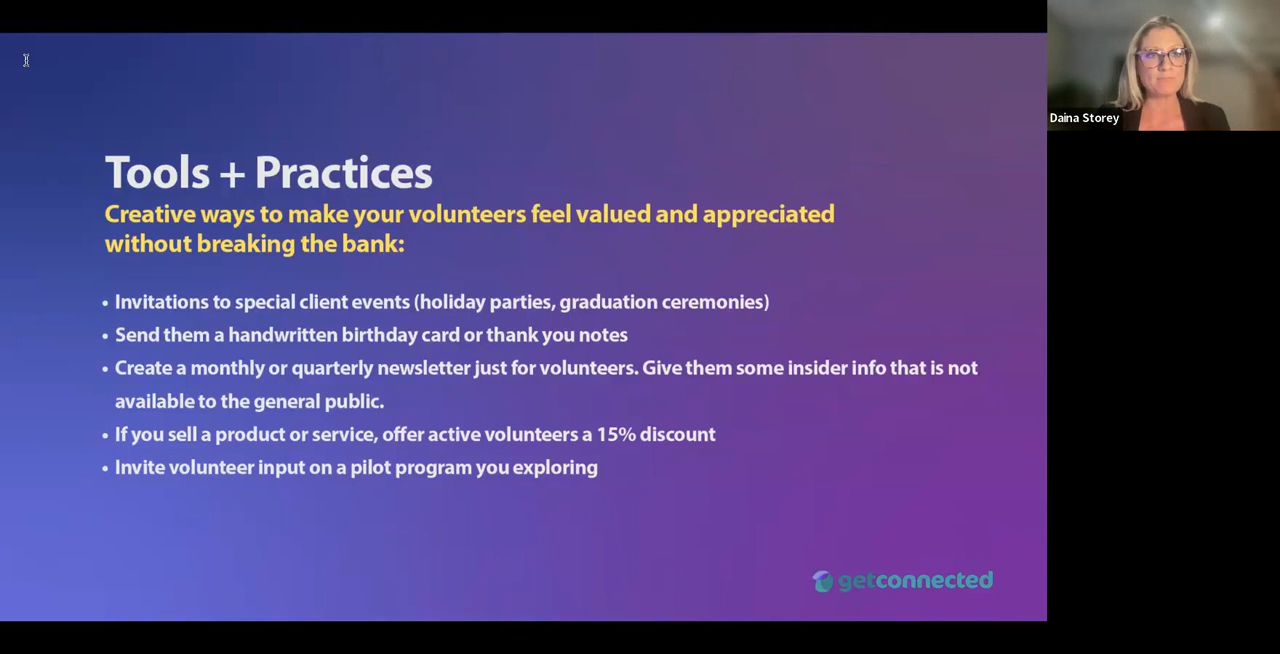 Tools + Practices
Creative ways to make your volunteers feel valued and appreciated
without breaking the bank:
• Invitations to special client events (holiday parties, graduation ceremonies)
• Send them a handwritten birthday card or thank you notes
• Create a monthly or quarterly newsletter just for volunteers. Give them some insider info that is not
available to the general public.
• If you sell a product or service, offer active volunteers a 15% discount
• Invite volunteer input on a pilot program you exploring
getconnected
Daina Storey